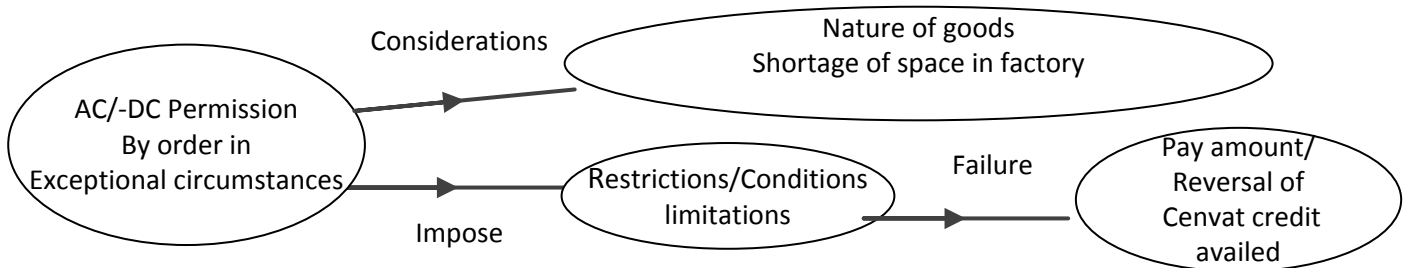 Considerations
Nature of goods
Shortage of space in factory
AC/-DC Permission
By order in
Exceptional circumstances
Impose
Restrictions/Conditions
limitations
Failure
Pay amount/
Reversal of
Cenvat credit
availed